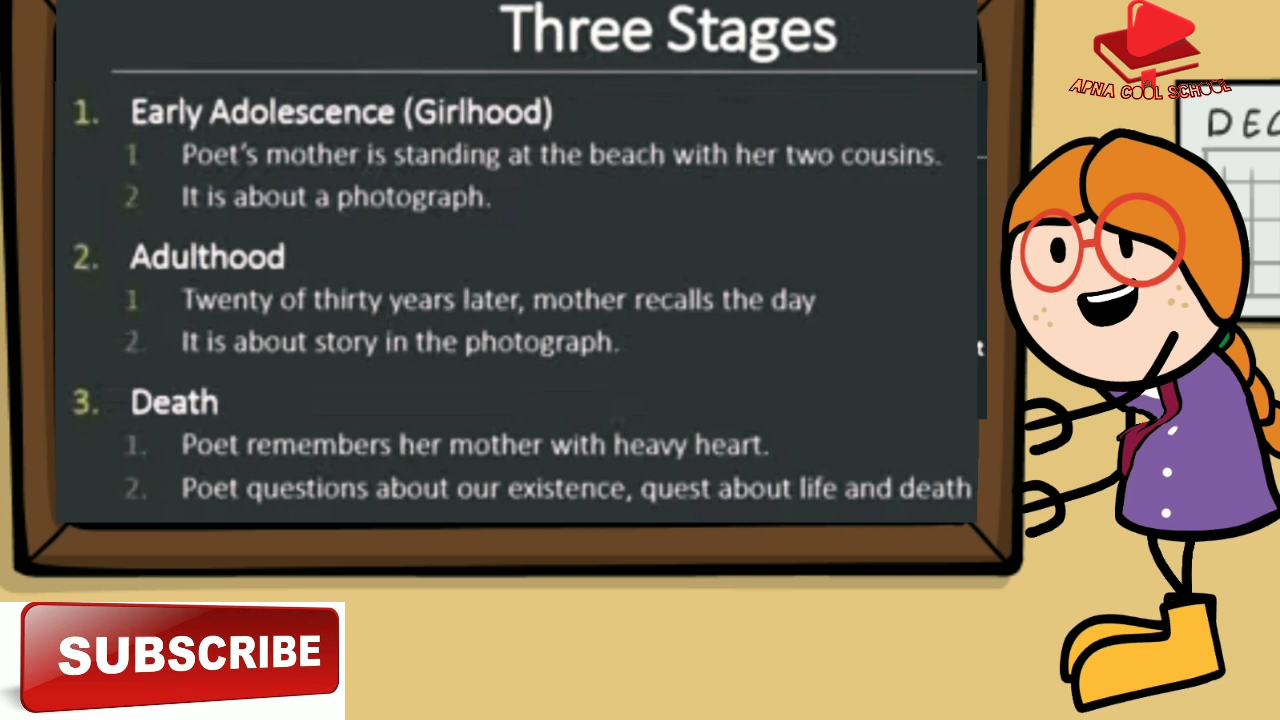 Three Stages
1. Early Adolescence (Girlhood)
1 Poet's mother is standing at the beach with her two cousins.
2 It is about a photograph.
2. Adulthood
1 Twenty of thirty years later, mother recalls the day
2. It is about story in the photograph.
3. Death
1. Poet remembers her mother with heavy heart.
2. Poet questions about our existence, quest about life and death
t
APNA COOL SCHOOL
DEC
SUBSCRIBE